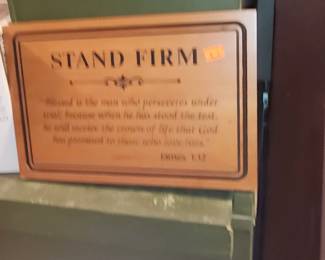 STAND FIRM
"Blessed is the man who perseveres under
trial, because when he has stood the test,
he will receive the crown of life that God
has promised to those who love him."
James 1:12